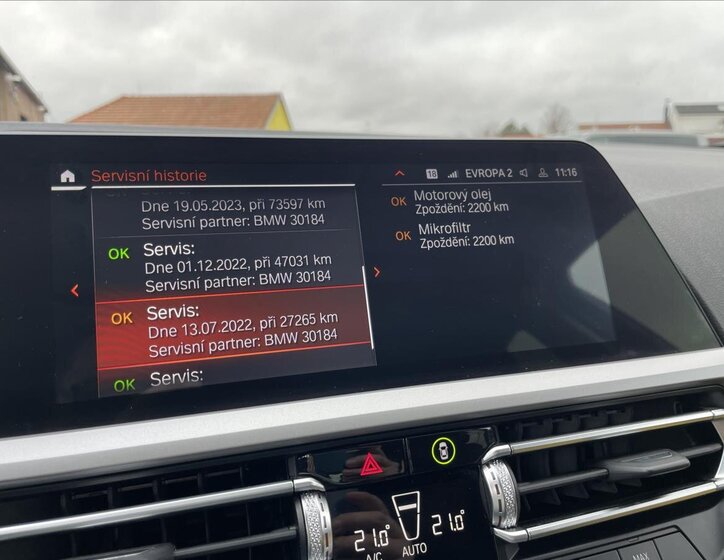 Servisní historie
18 EVROPA 2 11:16
Dne 19.05.2023, při 73597 km
Servisní partner: BMW 30184
OK Servis:
Dne 01.12.2022, při 47031 km
Servisní partner: BMW 30184
OK Servis:
Dne 13.07.2022, při 27265 km
Servisní partner: BMW 30184
OK Servis:
OK Motorový olej
Zpoždění: 2200 km
OK Mikrofiltr
Zpoždění: 2200 km
21.0° 21.0°
A/C AUTO
MAX